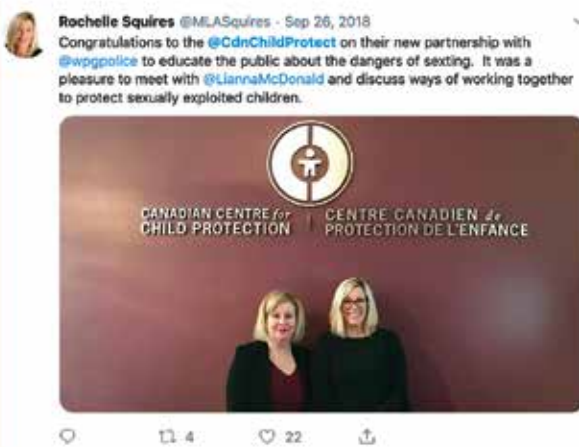 Rochelle Squires @MLASquires · Sep 26, 2018
Congratulations to the @CdnChildProtect on their new partnership with
@wpgpolice to educate the public about the dangers of sexting. It was a
pleasure to meet with @LiannaMcDonald and discuss ways of working together
to protect sexually exploited children.
CANADIAN CENTRE for
CHILD PROTECTION
CENTRE CANADIEN de
PROTECTION DE L'ENFANCE
4
22